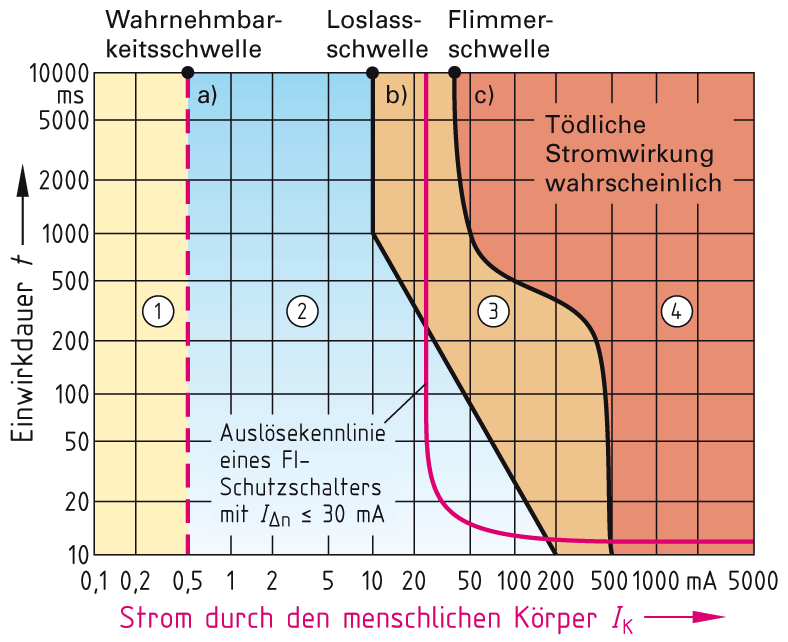 Wahrnehmbar-
keitsschwelle
Loslass-
schwelle
Flimmer-
schwelle
10000
ms
5000
2000
1000
500
200
100
50
20
10
a)
b)
c)
Tödliche
Stromwirkung
wahrscheinlich
1
2
3
4
Auslösekennlinie
eines FI-
Schutzschalters
mit IΔn ≤ 30 mA
Einwirkdauer t
0,1 0,2 0,5 1 2 5 10 20 50 100 200 500 1000 mA 5000
Strom durch den menschlichen Körper IK